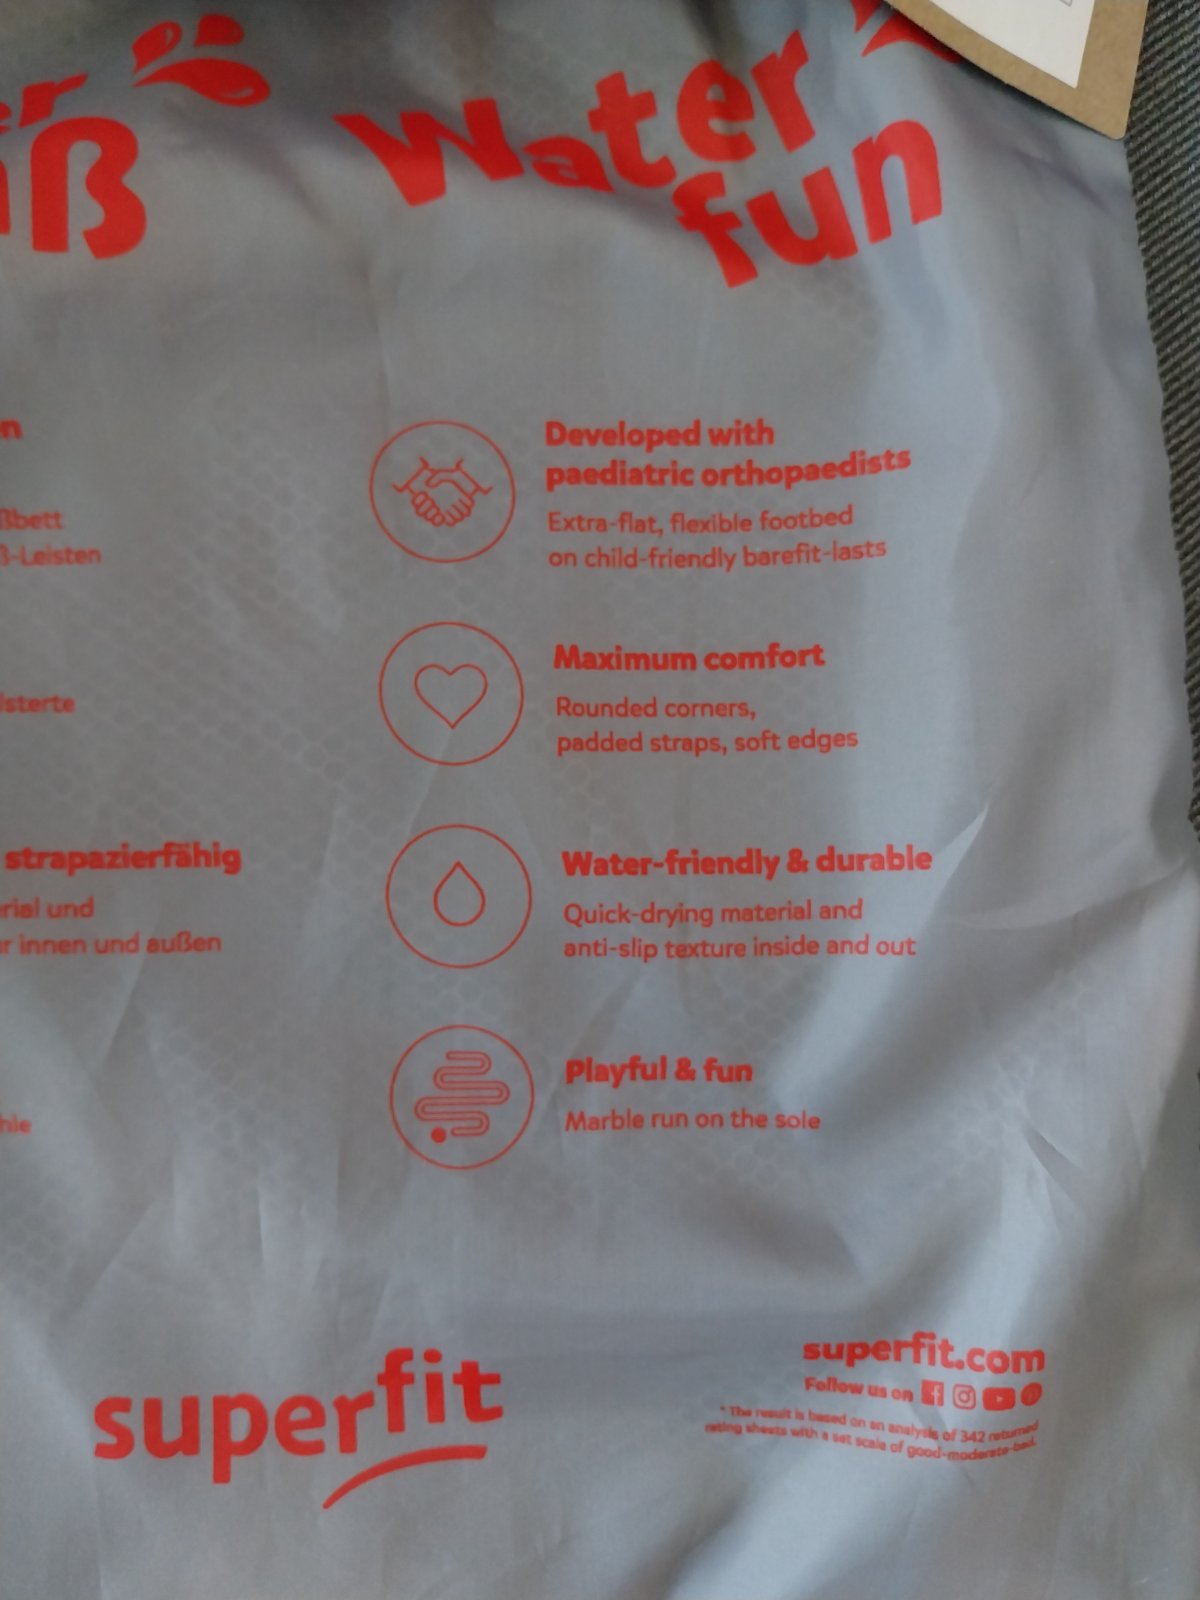 er
ß
Water
fun
n
ßbett
ß-Leisten
lsterte
strapazierfähig
rial und
r innen und außen
hle
Developed with
paediatric orthopaedists
Extra-flat, flexible footbed
on child-friendly barefit-lasts
Maximum comfort
Rounded corners,
padded straps, soft edges
Water-friendly & durable
Quick-drying material and
anti-slip texture inside and out
Playful & fun
Marble run on the sole
superfit
superfit.com
Follow us on
* The result is based on an analysis of 342 returned
rating sheets with a set scale of good-moderate-bad.